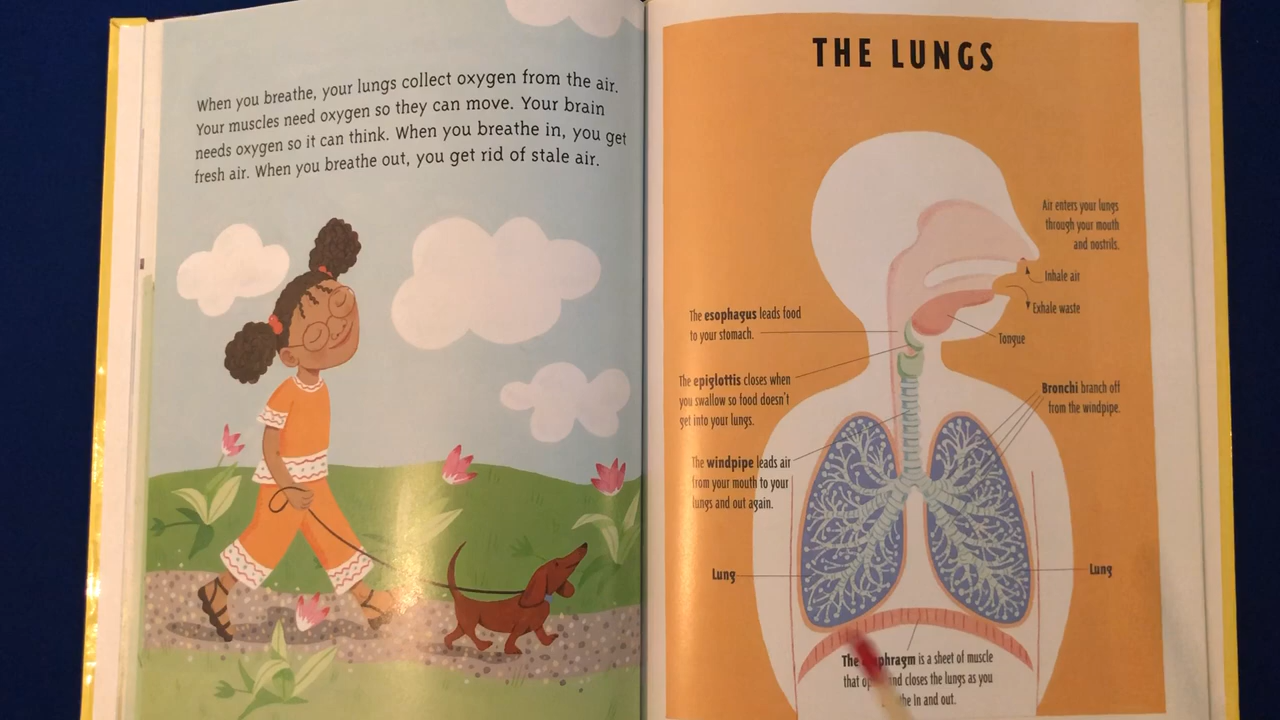 When you breathe, your lungs collect oxygen from the air.
Your muscles need oxygen so they can move. Your brain
needs oxygen so it can think. When you breathe in, you get
fresh air. When you breathe out, you get rid of stale air.
THE LUNGS
Air enters your lungs
through your mouth
and nostrils.
Inhale air
Exhale waste
Tongue
The esophagus leads food
to your stomach.
The epiglottis closes when
you swallow so food doesn't
get into your lungs.
Bronchi branch off
from the windpipe.
The windpipe leads air
from your mouth to your
lungs and out again.
Lung
Lung
The is a sheet of muscle
that and closes the lungs as you
in and out.